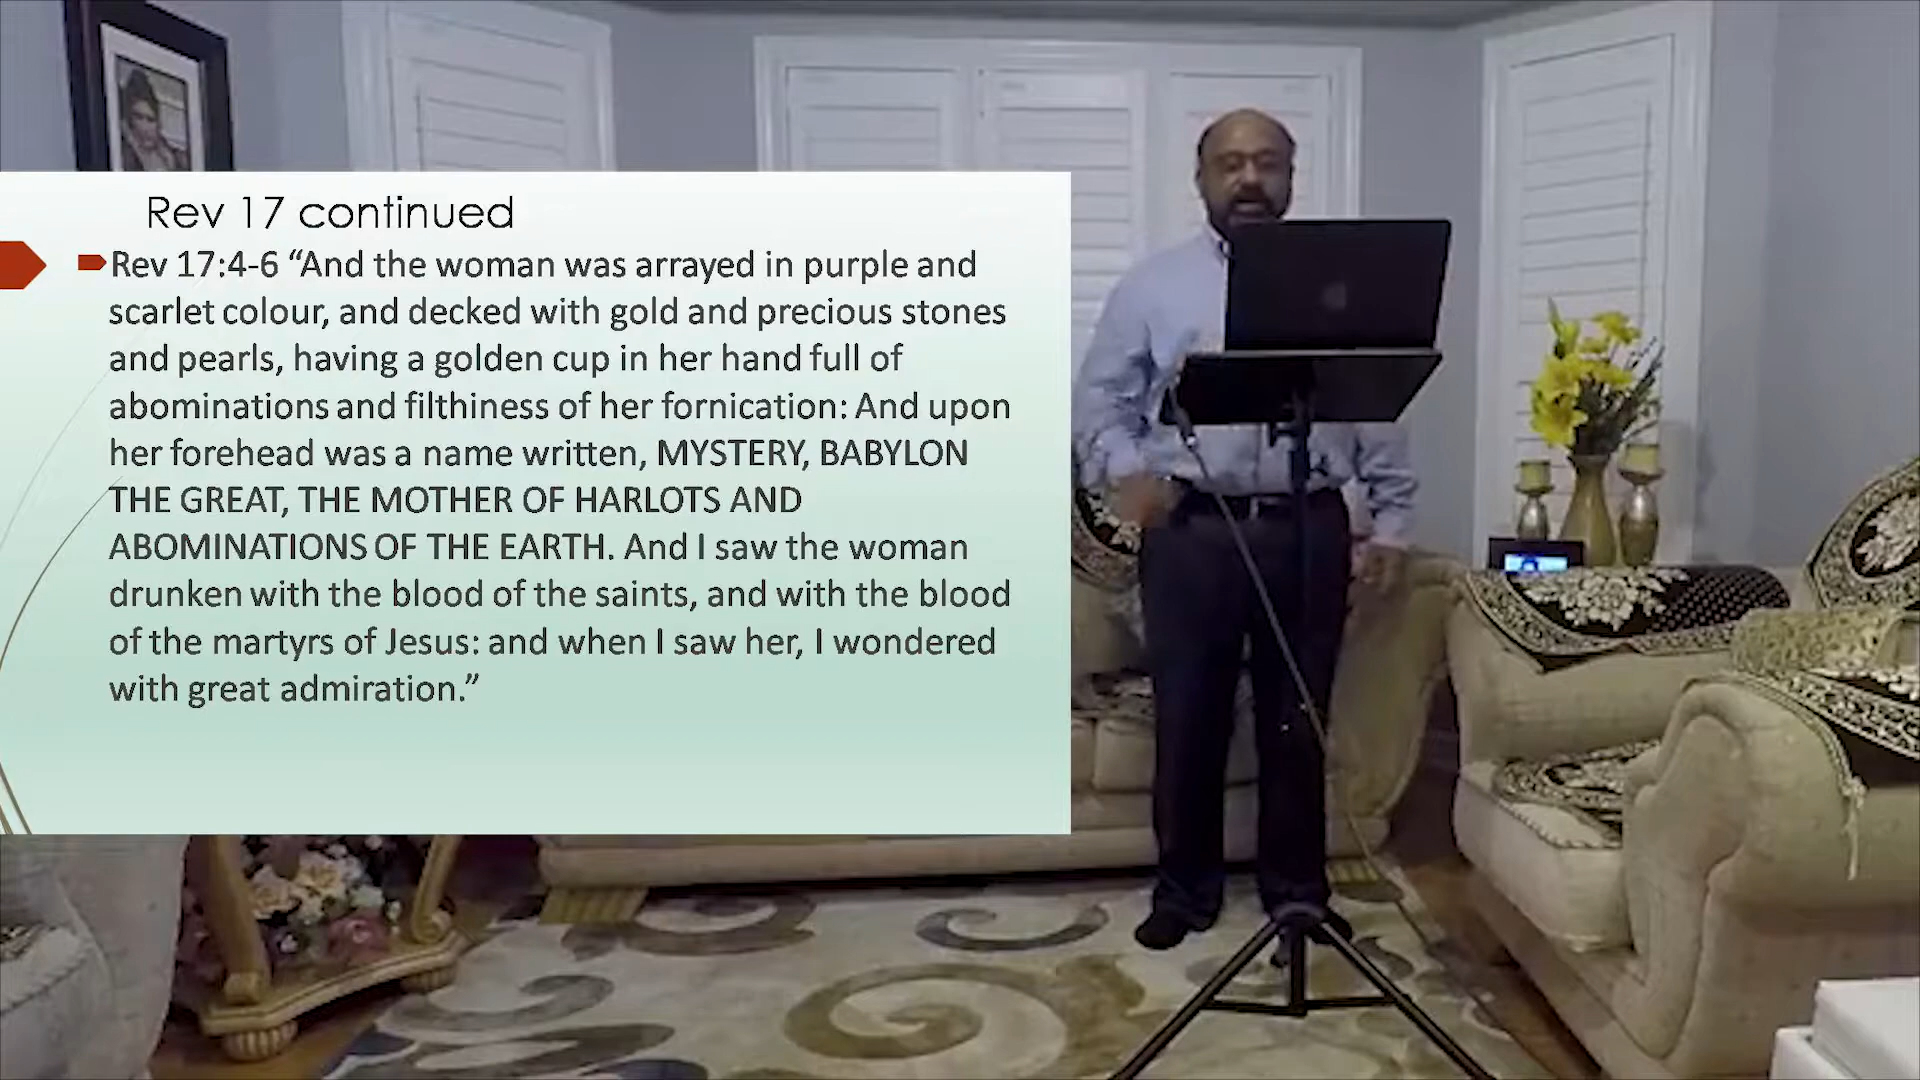 Rev 17 continued
Rev 17:4-6 “And the woman was arrayed in purple and
scarlet colour, and decked with gold and precious stones
and pearls, having a golden cup in her hand full of
abominations and filthiness of her fornication: And upon
her forehead was a name written, MYSTERY, BABYLON
THE GREAT, THE MOTHER OF HARLOTS AND
ABOMINATIONS OF THE EARTH. And I saw the woman
drunken with the blood of the saints, and with the blood
of the martyrs of Jesus: and when I saw her, I wondered
with great admiration.”